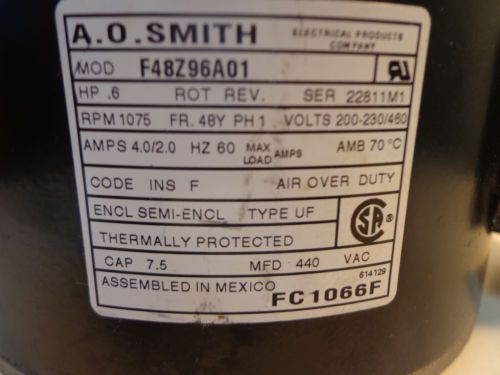 A.O.SMITH ELECTRICAL PRODUCTS COMPANY
MOD F48Z96A01
HP .6 ROT REV. SER 22811M1
RPM 1075 FR. 48Y PH 1 VOLTS 200-230/460
AMPS 4.0/2.0 HZ 60 MAX LOAD AMPS AMB 70 °C
CODE INS F AIR OVER DUTY
ENCL SEMI-ENCL TYPE UF
THERMALLY PROTECTED
CAP 7.5 MFD 440 VAC
614129
ASSEMBLED IN MEXICO FC1066F